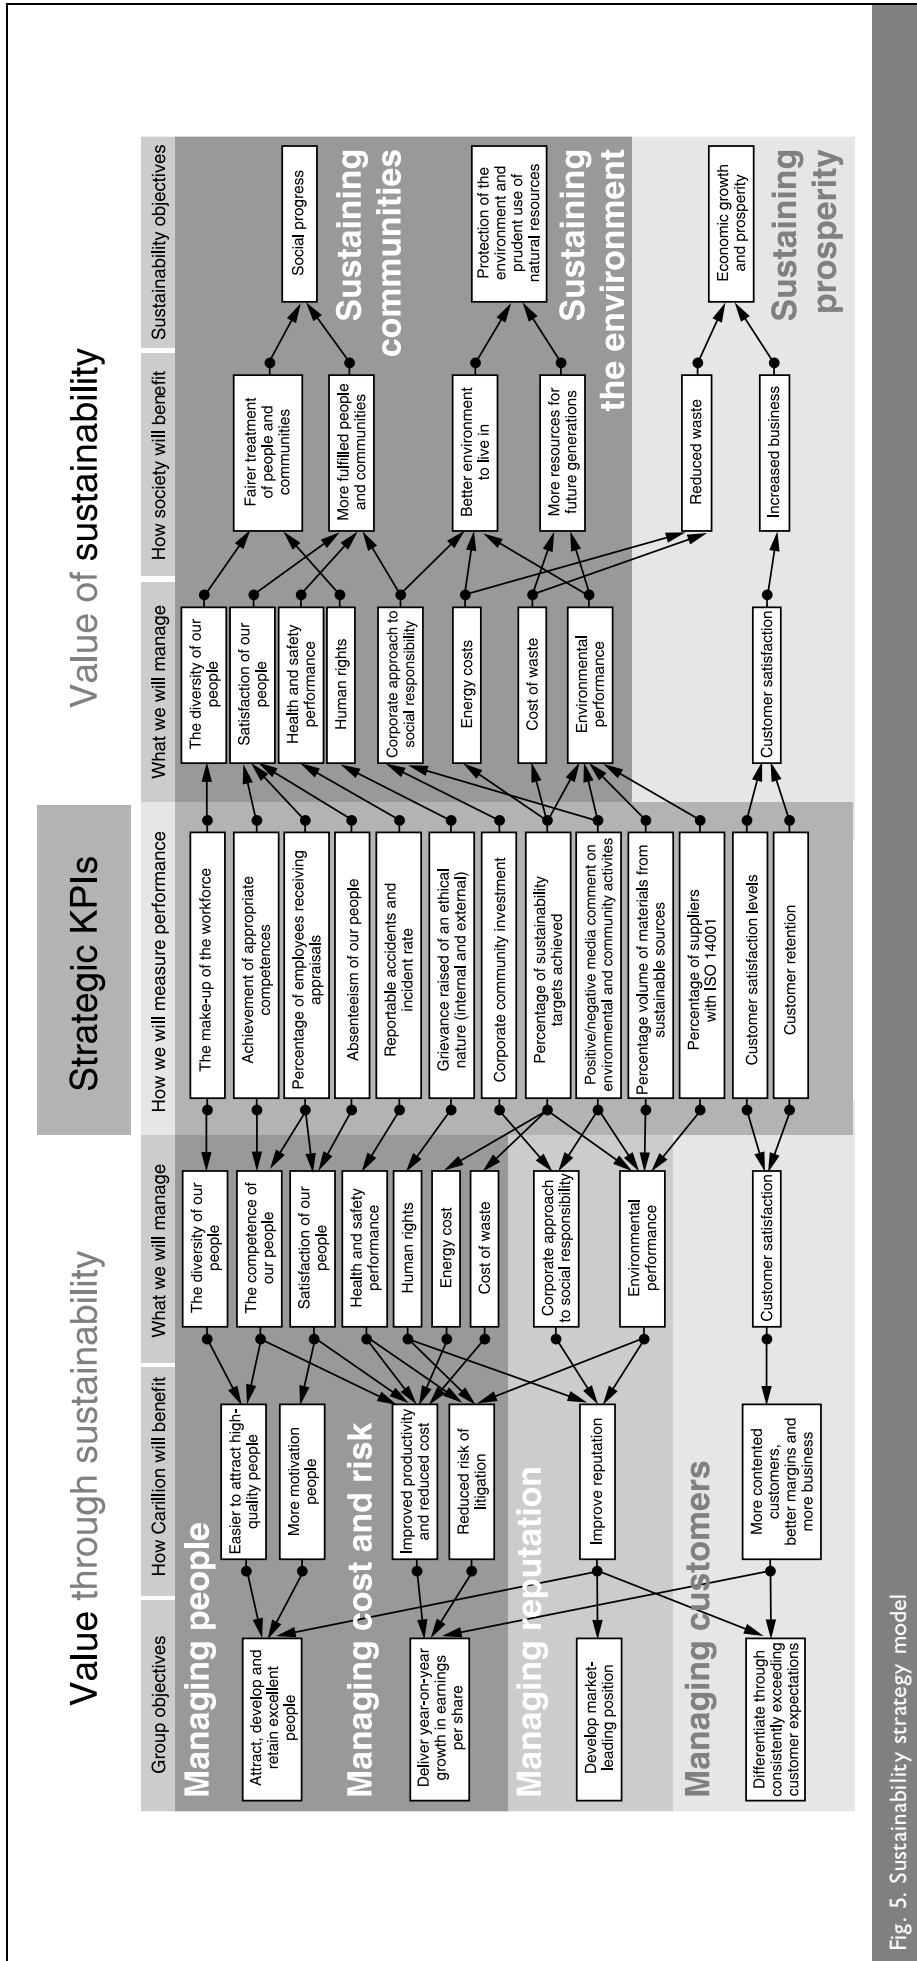 Value through sustainability
Strategic KPIs
Value of sustainability
Group objectives
How Carillion will benefit
What we will manage
How we will measure performance
What we will manage
How society will benefit
Sustainability objectives
Managing people
Attract, develop and
retain excellent
people
Managing cost and risk
Deliver year-on-year
growth in earnings
per share
Managing reputation
Develop market-
leading position
Managing customers
Differentiate through
consistently exceeding
customer expectations
Easier to attract high-
quality people
More motivation
people
Improved productivity
and reduced cost
Reduced risk of
litigation
Improve reputation
More contented
customers,
better margins and
more business
The diversity of our
people
The competence of
our people
Satisfaction of our
people
Health and safety
performance
Human rights
Energy cost
Cost of waste
Corporate approach
to social responsibility
Environmental
performance
Customer satisfaction
The make-up of the workforce
Achievement of appropriate
competences
Percentage of employees receiving
appraisals
Absenteeism of our people
Reportable accidents and
incident rate
Grievance raised of an ethical
nature (internal and external)
Corporate community investment
Percentage of sustainability
targets achieved
Positive/negative media comment on
environmental and community activites
Percentage volume of materials from
sustainable sources
Percentage of suppliers
with ISO 14001
Customer satisfaction levels
Customer retention
The diversity of our
people
Satisfaction of our
people
Health and safety
performance
Human rights
Corporate approach to
social responsibility
Energy costs
Cost of waste
Environmental
performance
Customer satisfaction
Fairer treatment
of people and
communities
More fulfilled people
and communities
Better environment
to live in
More resources for
future generations
Reduced waste
Increased business
Social progress
Sustaining
communities
Protection of the
environment and
prudent use of
natural resources
Sustaining
the environment
Economic growth
and prosperity
Sustaining
prosperity
Fig. 5. Sustainability strategy model